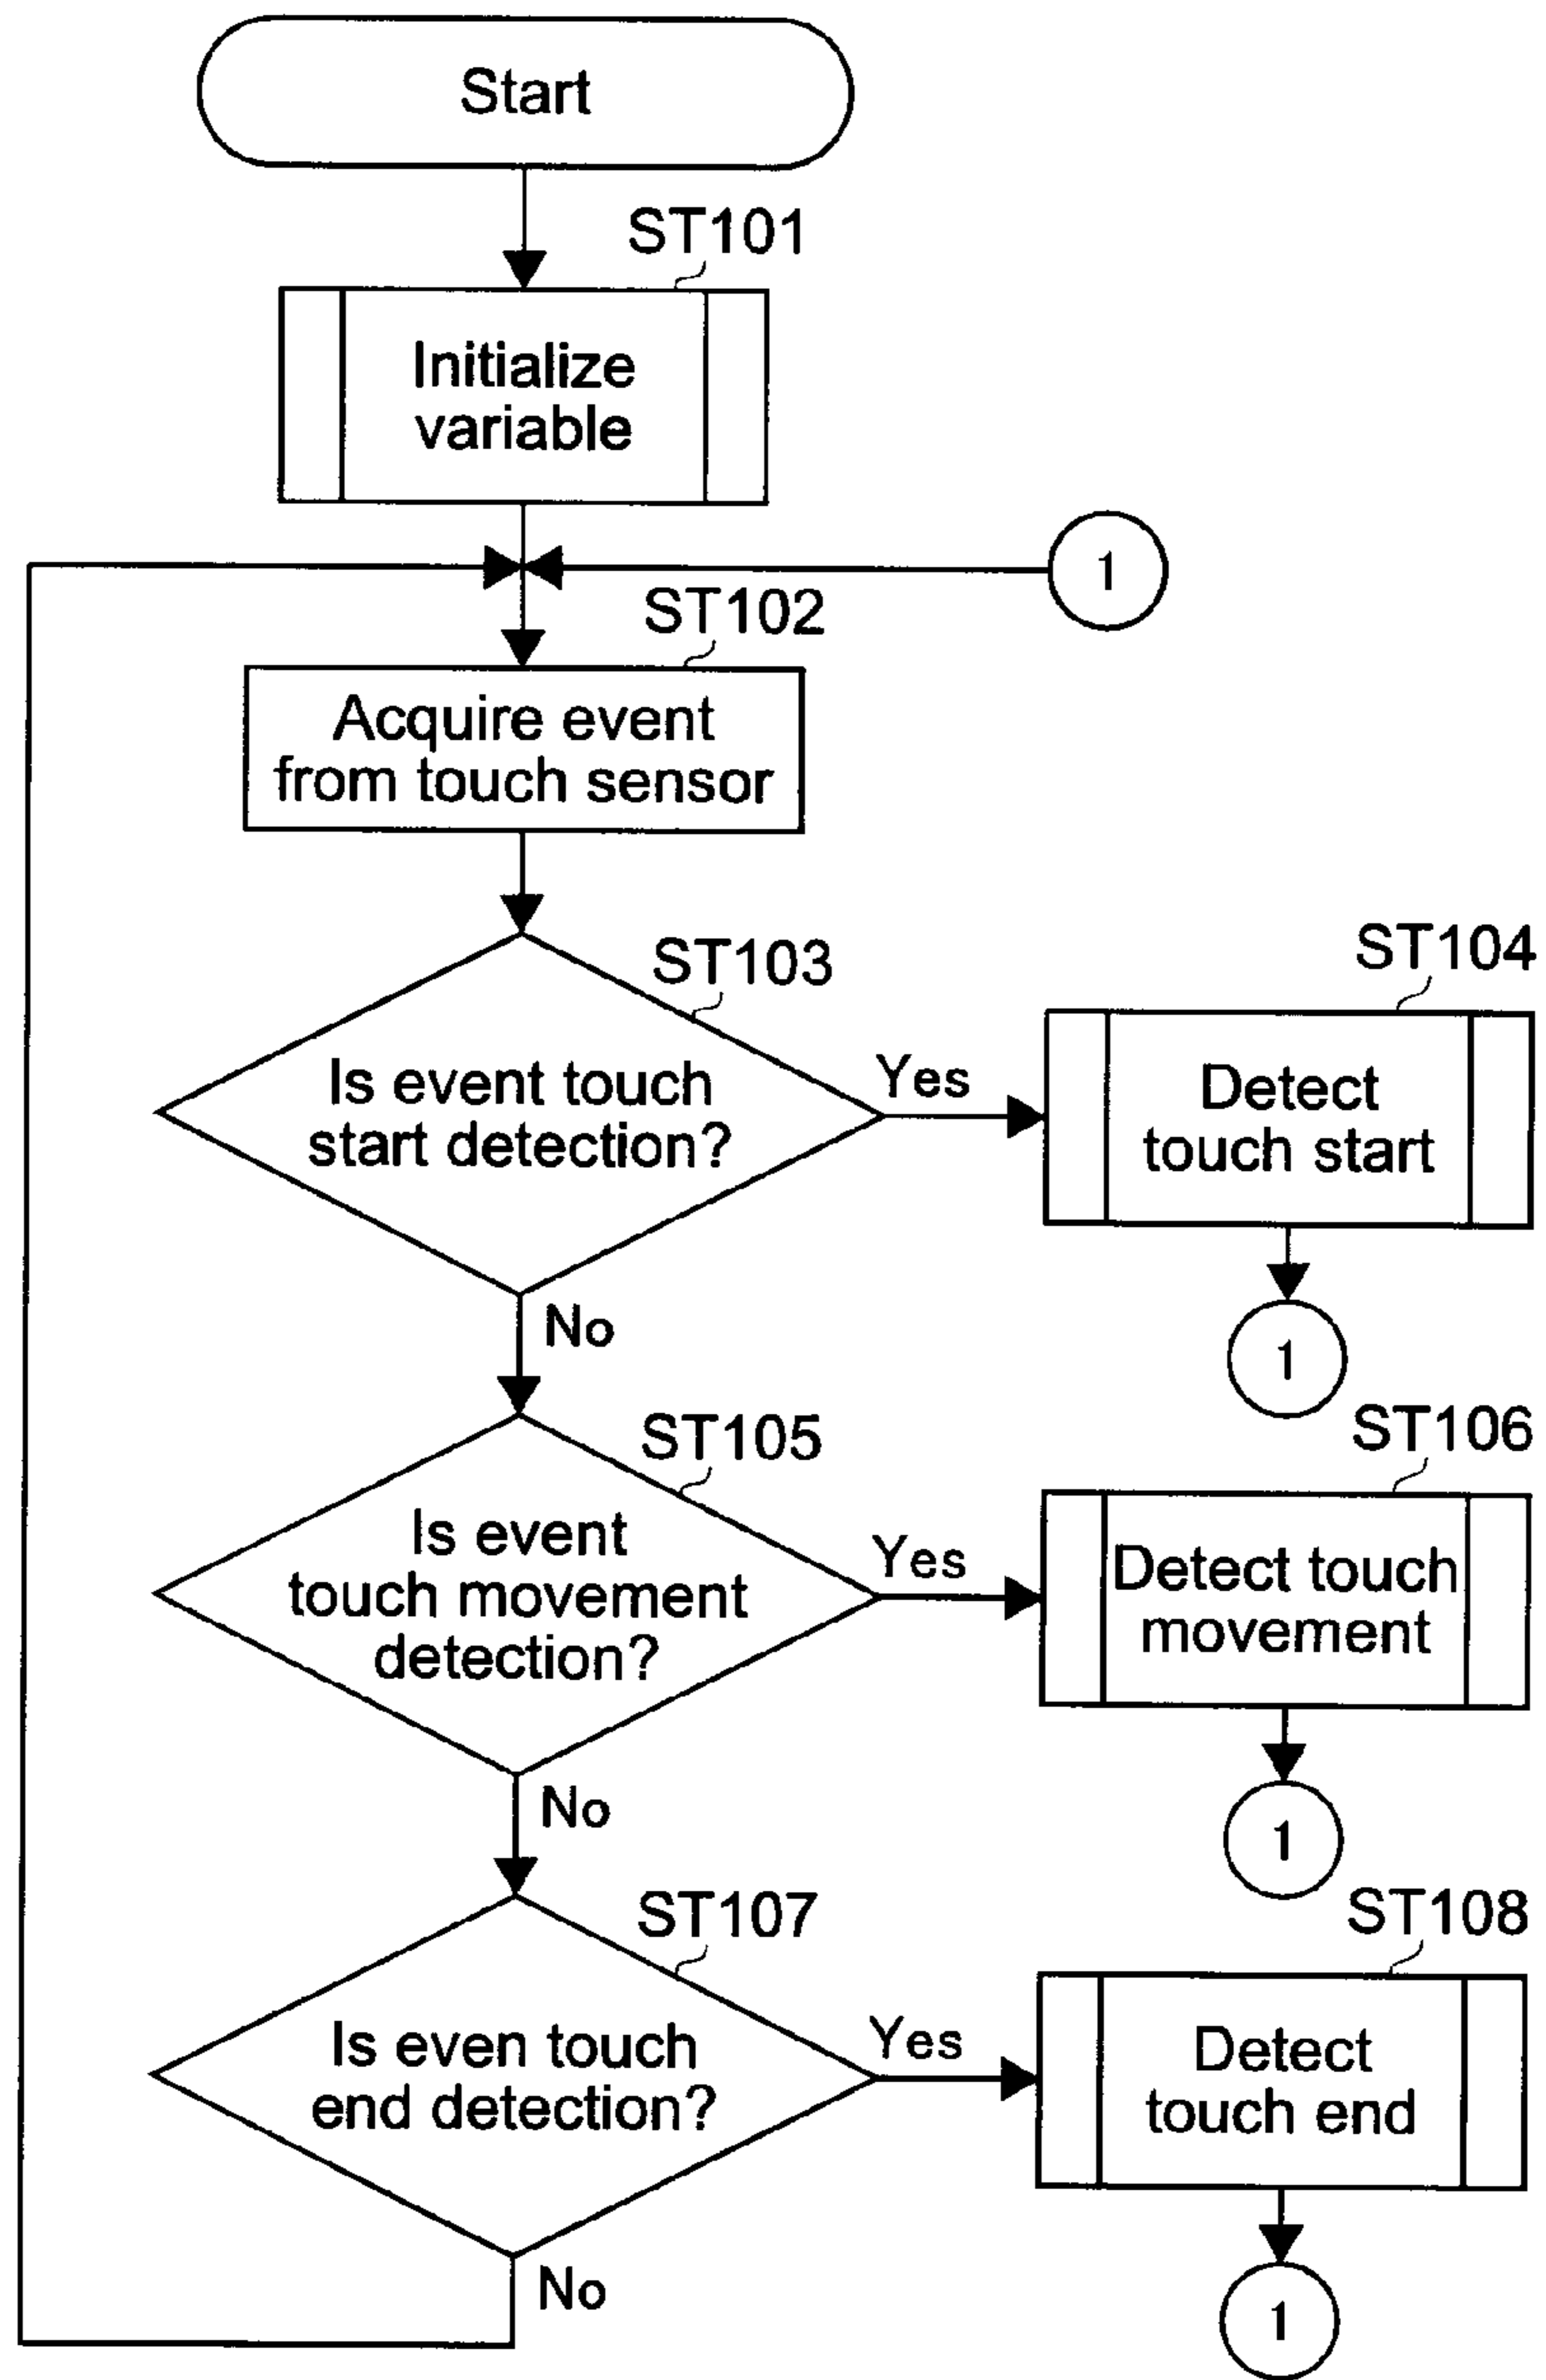 Start
ST101
Initialize
variable
1
ST102
Acquire event
from touch sensor
ST103
Is event touch
start detection?
Yes
ST104
Detect
touch start
1
No
ST105
Is event
touch movement
detection?
Yes
ST106
Detect touch
movement
1
No
ST107
Is even touch
end detection?
Yes
ST108
Detect
touch end
1
No